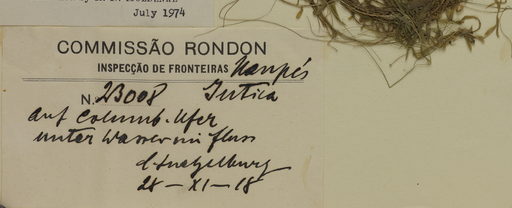 July 1974
COMMISSÃO RONDON
INSPECÇÃO DE FRONTEIRAS Uaupés
N. 23008 Jutica
auf Columb. Ufer
unter Wasser im Fluss
Luetzelburg
28-XI-18